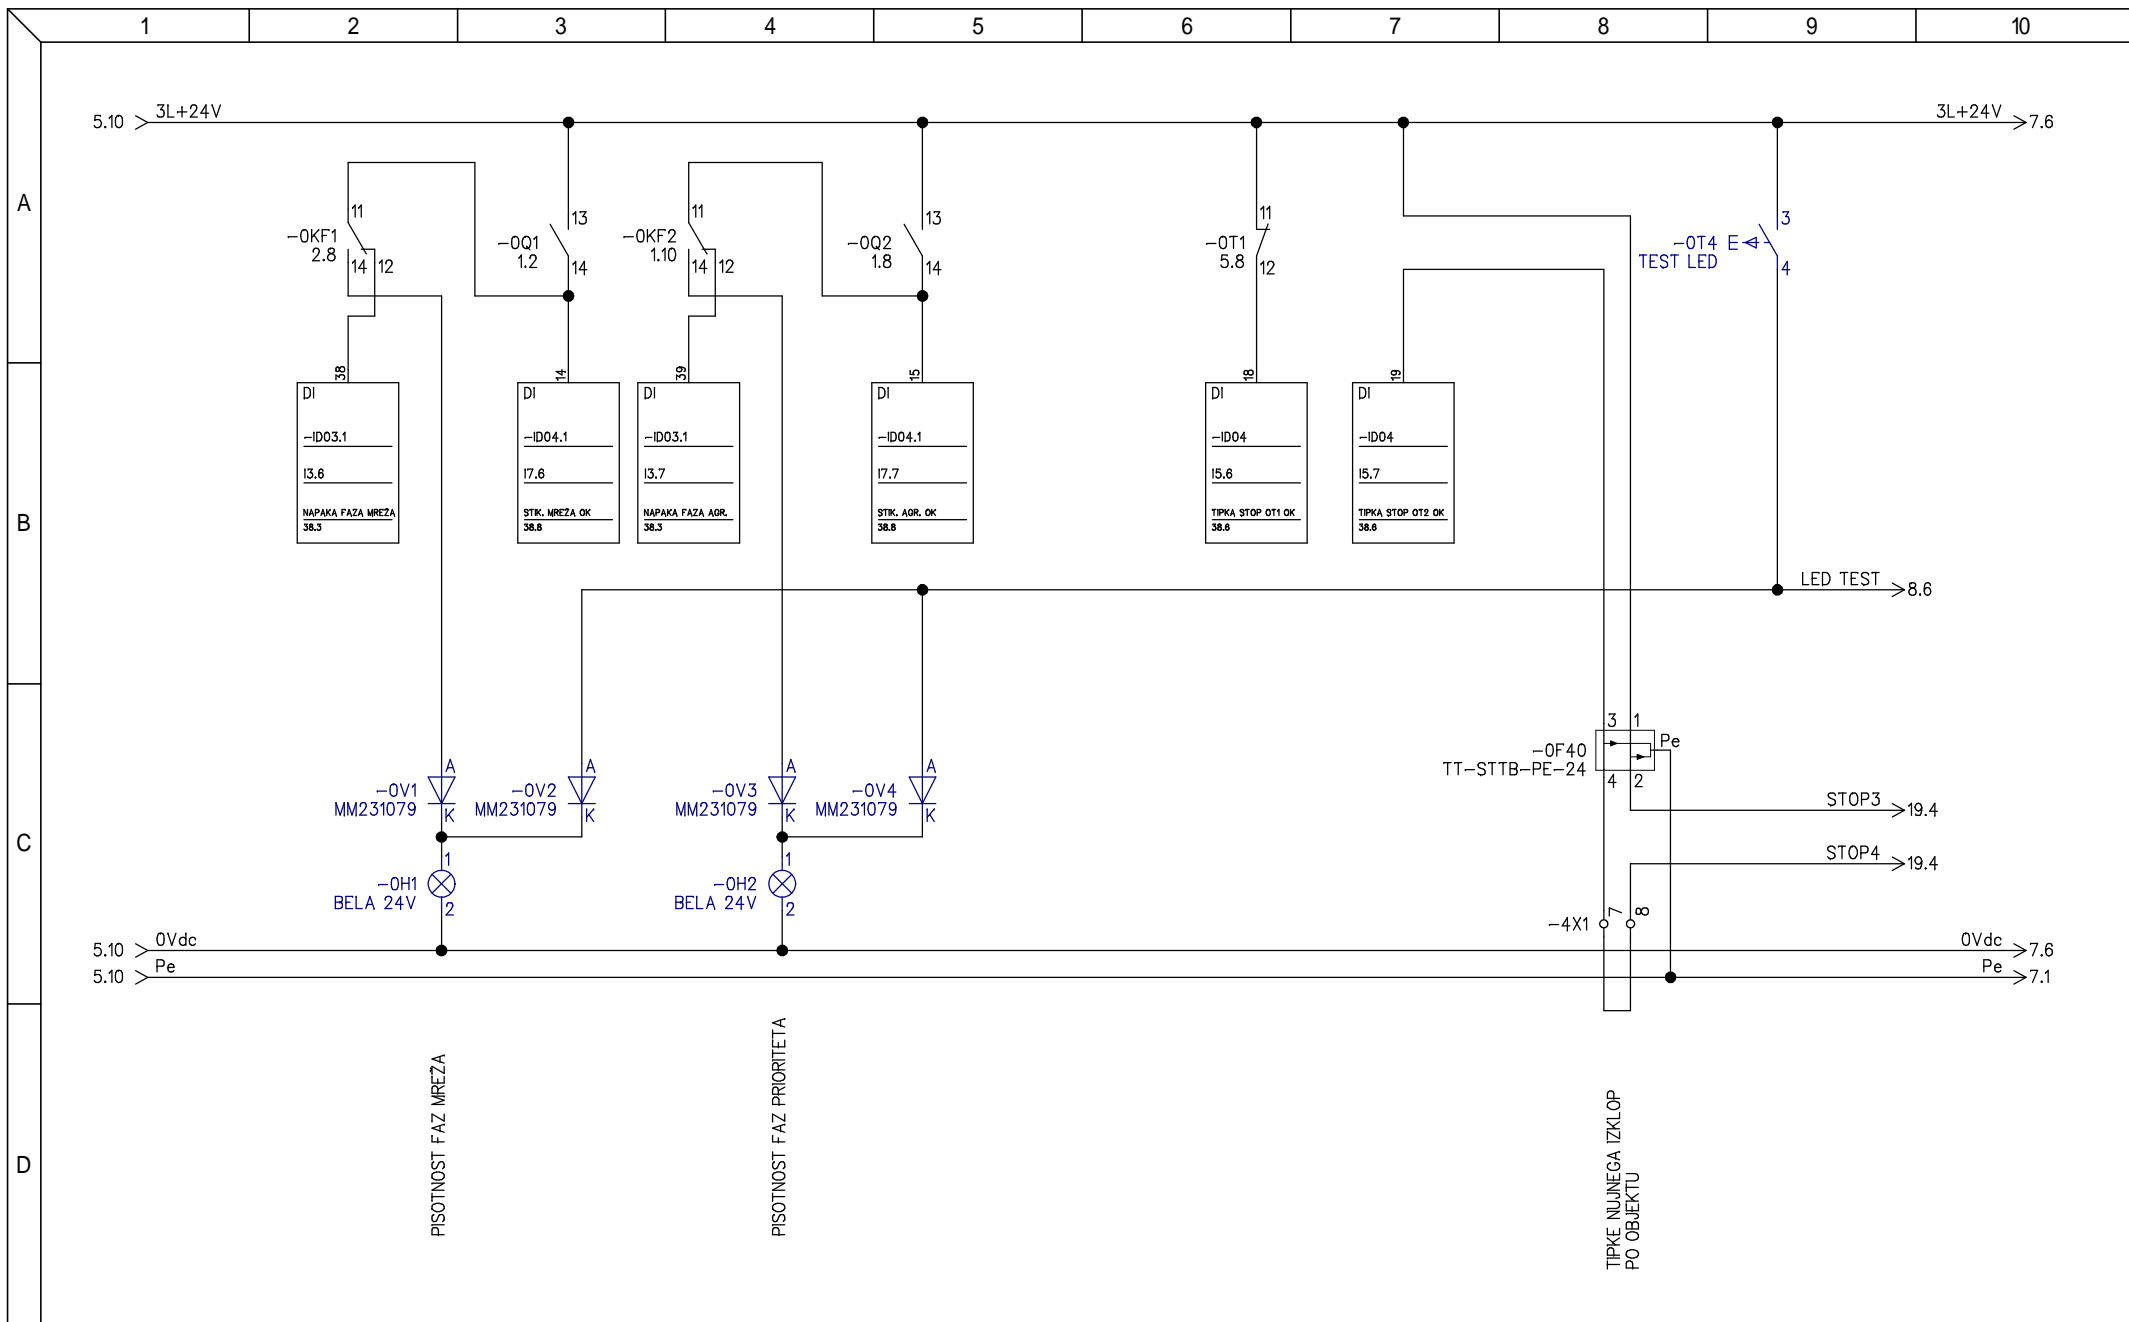 1 2 3 4 5 6 7 8 9 10
A
B
C
D
5.10 3L+24V
3L+24V 7.6
11
-0KF1
2.8
14 12
13
-0Q1
1.2
14
11
-0KF2
1.10
14 12
13
-0Q2
1.8
14
11
-0T1
5.8
12
3
-0T4 E
TEST LED
4
38
DI
-ID03.1
I3.6
NAPAKA FAZA MREŽA
38.3
14
DI
-ID04.1
I7.6
STIK. MREŽA OK
38.8
39
DI
-ID03.1
I3.7
NAPAKA FAZA AGR.
38.3
15
DI
-ID04.1
I7.7
STIK. AGR. OK
38.8
18
DI
-ID04
I5.6
TIPKA STOP 0T1 OK
38.6
19
DI
-ID04
I5.7
TIPKA STOP 0T2 OK
38.6
LED TEST 8.6
A
-0V1
MM231079
K
A
-0V2
MM231079
K
A
-0V3
MM231079
K
A
-0V4
MM231079
K
3 1
-0F40 Pe
TT-STTB-PE-24
4 2
STOP3 19.4
STOP4 19.4
1
-0H1
BELA 24V
2
1
-0H2
BELA 24V
2
-4X1 7 8
5.10 0Vdc
0Vdc 7.6
5.10 Pe
Pe 7.1
PISOTNOST FAZ MREŽA
PISOTNOST FAZ PRIORITETA
TIPKE NUJNEGA IZKLOP
PO OBJEKTU